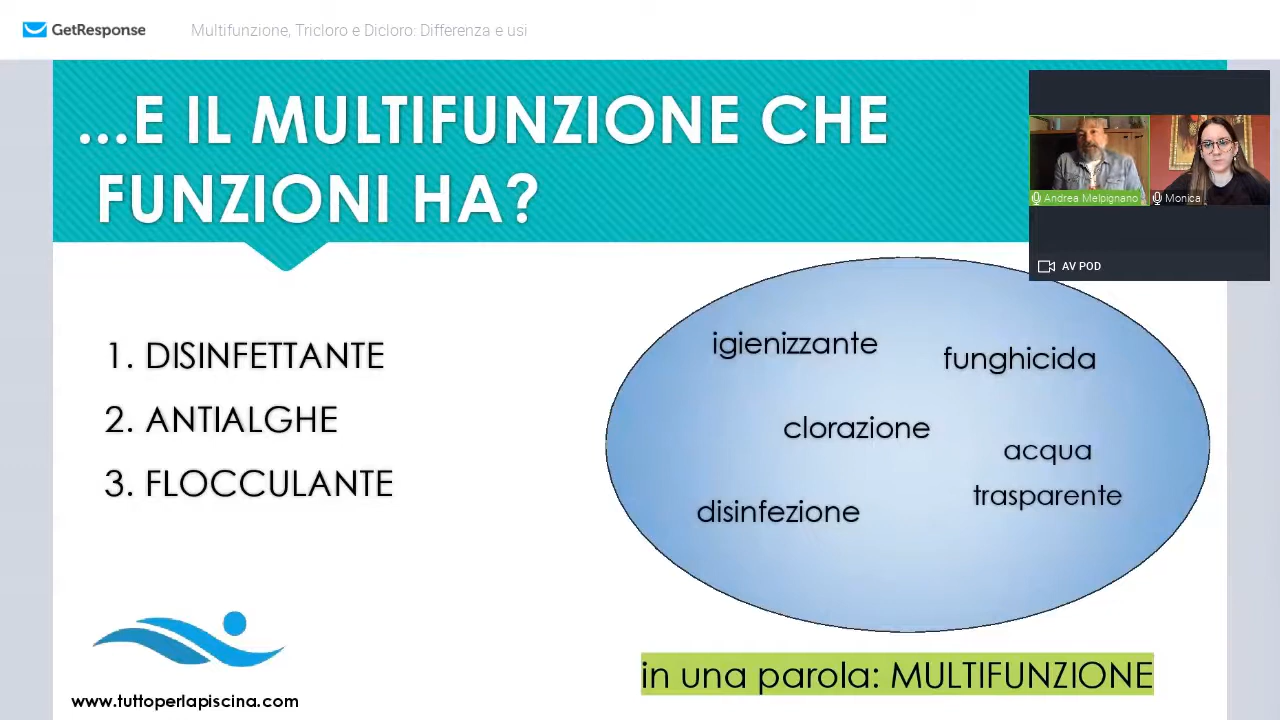 GetResponse
Multifunzione, Tricloro e Dicloro: Differenza e usi
...E IL MULTIFUNZIONE CHE
FUNZIONI HA?
Andrea Melpignano
Monica
AV POD
1. DISINFETTANTE
2. ANTIALGHE
3. FLOCCULANTE
igienizzante
funghicida
clorazione
acqua
trasparente
disinfezione
in una parola: MULTIFUNZIONE
www.tuttoperlapiscina.com